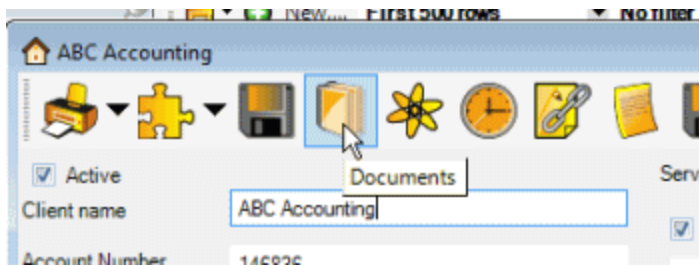 New.... First 500 rows No filter
ABC Accounting
Active
Documents
Serv
Client name
ABC Accounting
Account Number
146836